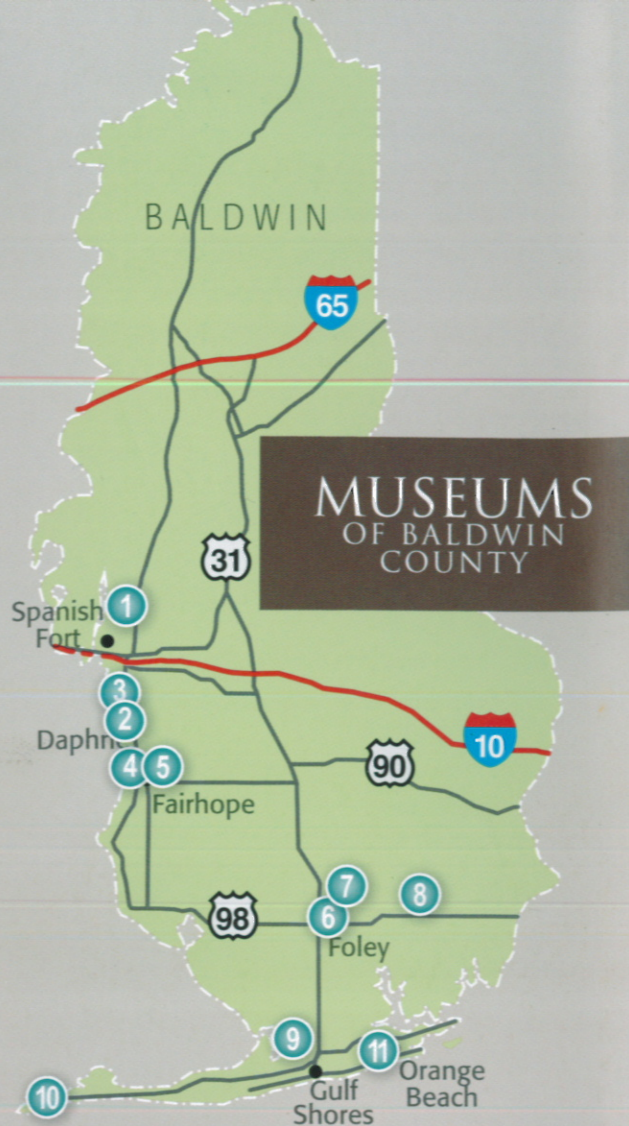 BALDWIN
65
MUSEUMS
OF BALDWIN
COUNTY
31
Spanish
Fort
1
3
2
Daphne
4 5
Fairhope
10
90
7
8
6
98
Foley
9
11
Orange
Beach
10
Gulf
Shores